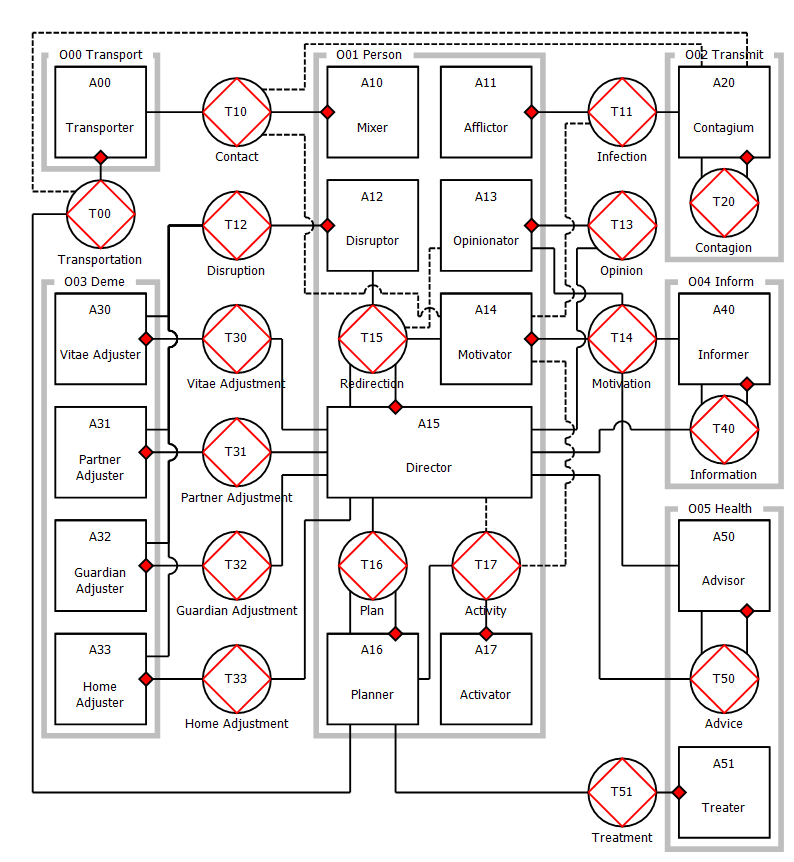 O00 Transport
O01 Person
O02 Transmit
A00
Transporter
T10
Contact
A10
Mixer
A11
Afflictor
T11
Infection
A20
Contagium
T00
Transportation
T12
Disruption
A12
Disruptor
A13
Opinionator
T13
Opinion
T20
Contagion
O03 Deme
O04 Inform
A30
Vitae Adjuster
T30
Vitae Adjustment
T15
Redirection
A14
Motivator
T14
Motivation
A40
Informer
A31
Partner
Adjuster
T31
Partner Adjustment
A15
Director
T40
Information
O05 Health
A32
Guardian
Adjuster
T32
Guardian Adjustment
T16
Plan
T17
Activity
A50
Advisor
A33
Home
Adjuster
T33
Home Adjustment
A16
Planner
A17
Activator
T50
Advice
T51
Treatment
A51
Treater